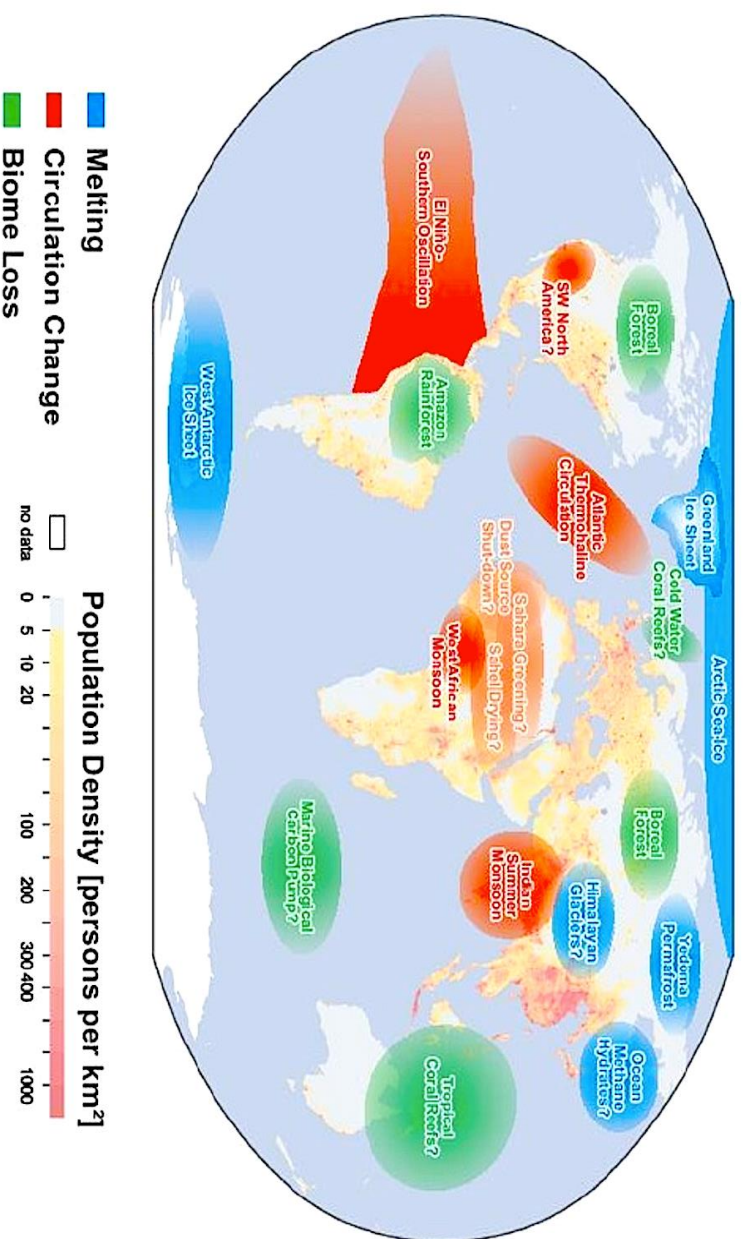 Arctic Sea-Ice
Greenland
Ice Sheet
Boreal
Forest
Cold Water
Coral Reefs?
Boreal
Forest
Yedoma
Permafrost
Ocean
Methane
Hydrates?
SW North
America?
Atlantic
Thermohaline
Circulation
Himalayan
Glaciers?
Sahara Greening?
Sahel Drying?
Dust Source
Shut-down?
West African
Monsoon
Indian
Summer
Monsoon
El Niño-
Southern Oscillation
Amazon
Rainforest
Tropical
Coral Reefs?
Marine Biological
Carbon Pump?
West Antarctic
Ice Sheet
Melting
Circulation Change
Biome Loss
Population Density [persons per km²]
no data
0 5 10 20 100 200 300 400 1000